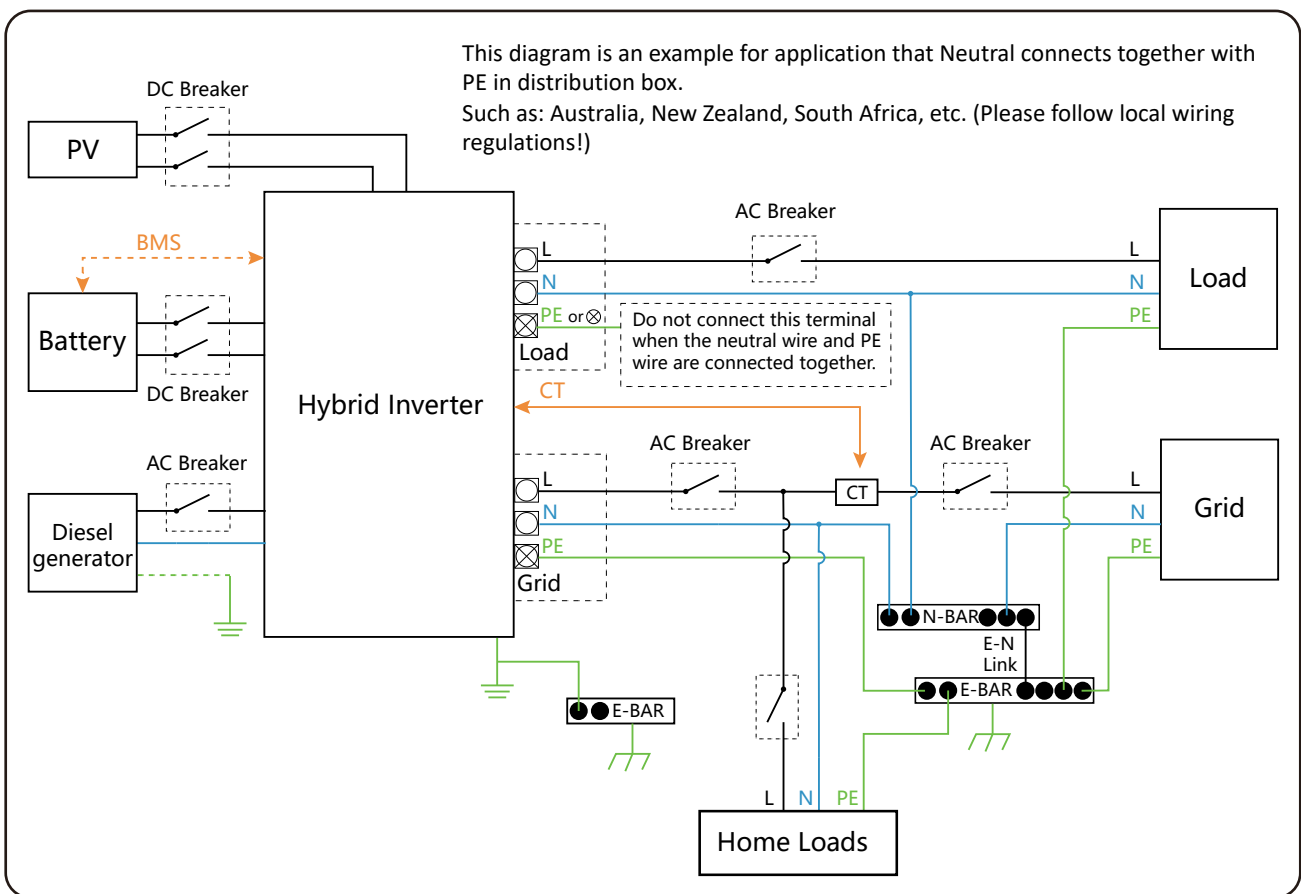 This diagram is an example for application that Neutral connects together with
PE in distribution box.
Such as: Australia, New Zealand, South Africa, etc. (Please follow local wiring
regulations!)
DC Breaker
PV
AC Breaker
BMS
L
L
N
N
Load
PE or⊗
PE
Do not connect this terminal
when the neutral wire and PE
wire are connected together.
Load
Battery
DC Breaker
Hybrid Inverter
CT
AC Breaker
AC Breaker
AC Breaker
L
CT
L
N
N
Grid
Diesel
generator
PE
PE
Grid
N-BAR
E-N
Link
E-BAR
E-BAR
L
N
PE
Home Loads